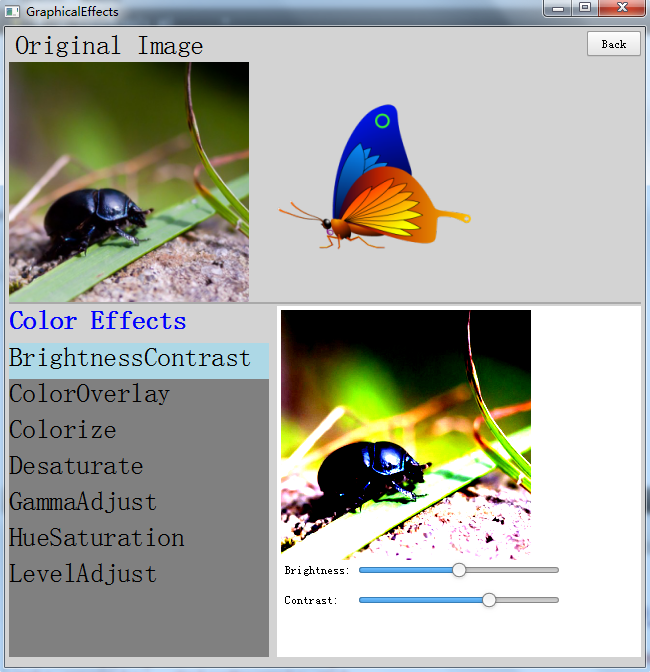 GraphicalEffects
Original Image
Back
Color Effects
BrightnessContrast
ColorOverlay
Colorize
Desaturate
GammaAdjust
HueSaturation
LevelAdjust
Brightness:
Contrast: